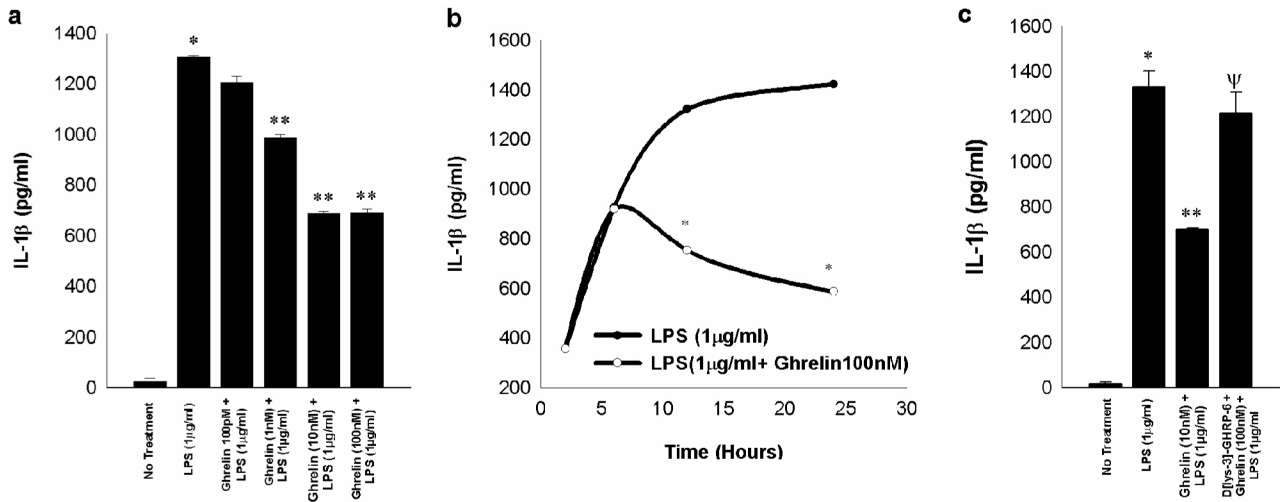 a
IL-1β (pg/ml)
1400
1200
1000
800
600
400
200
0
*
**
**
**
No Treatment
LPS (1μg/ml)
Ghrelin 100pM +
LPS (1μg/ml)
Ghrelin (1nM) +
LPS (1μg/ml)
Ghrelin (10nM) +
LPS (1μg/ml)
Ghrelin (100nM) +
LPS (1μg/ml)
b
IL-1β (pg/ml)
1600
1400
1200
1000
800
600
400
200
*
*
LPS (1μg/ml)
LPS(1μg/ml+ Ghrelin100nM)
0
5
10
15
20
25
30
Time (Hours)
c
IL-1β (pg/ml)
1600
1400
1200
1000
800
600
400
200
0
*
**
Ψ
No Treatment
LPS (1μg/ml)
Ghrelin (10nM) +
LPS (1μg/ml)
D[lys-3]-GHRP-6 +
Ghrelin (100nM) +
LPS (1μg/ml